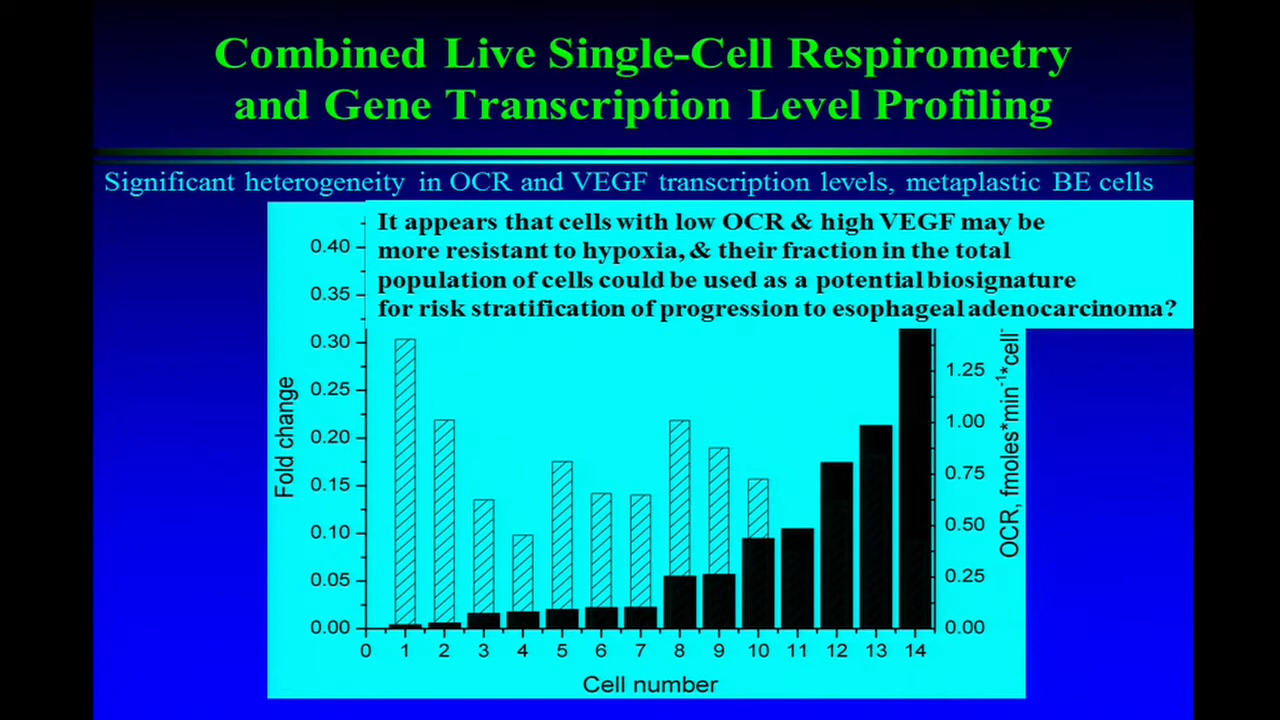 Combined Live Single-Cell Respirometry
and Gene Transcription Level Profiling
Significant heterogeneity in OCR and VEGF transcription levels, metaplastic BE cells
It appears that cells with low OCR & high VEGF may be
more resistant to hypoxia, & their fraction in the total
population of cells could be used as a potential biosignature
for risk stratification of progression to esophageal adenocarcinoma?
Fold change
0.40
0.35
0.30
0.25
0.20
0.15
0.10
0.05
0.00
0 1 2 3 4 5 6 7 8 9 10 11 12 13 14
Cell number
1.25
1.00
0.75
0.50
0.25
0.00
OCR, fmoles*min⁻¹*cell